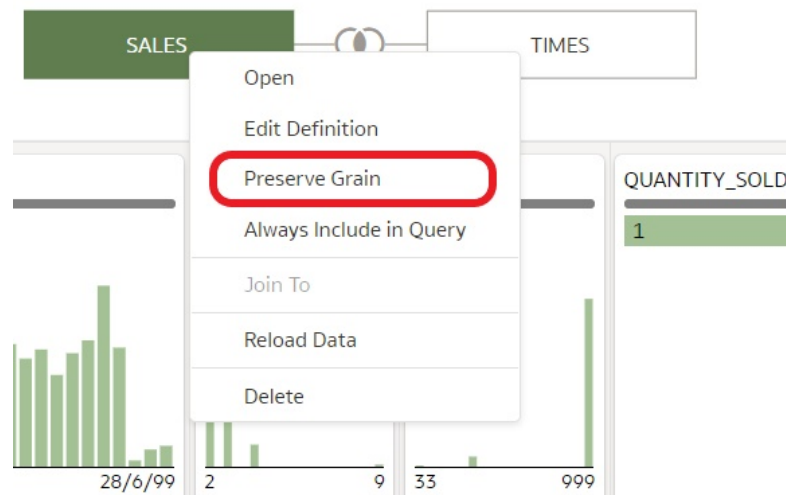 SALES
TIMES
Open
Edit Definition
Preserve Grain
Always Include in Query
Join To
Reload Data
Delete
QUANTITY_SOLD
1
28/6/99
2
9
33
999